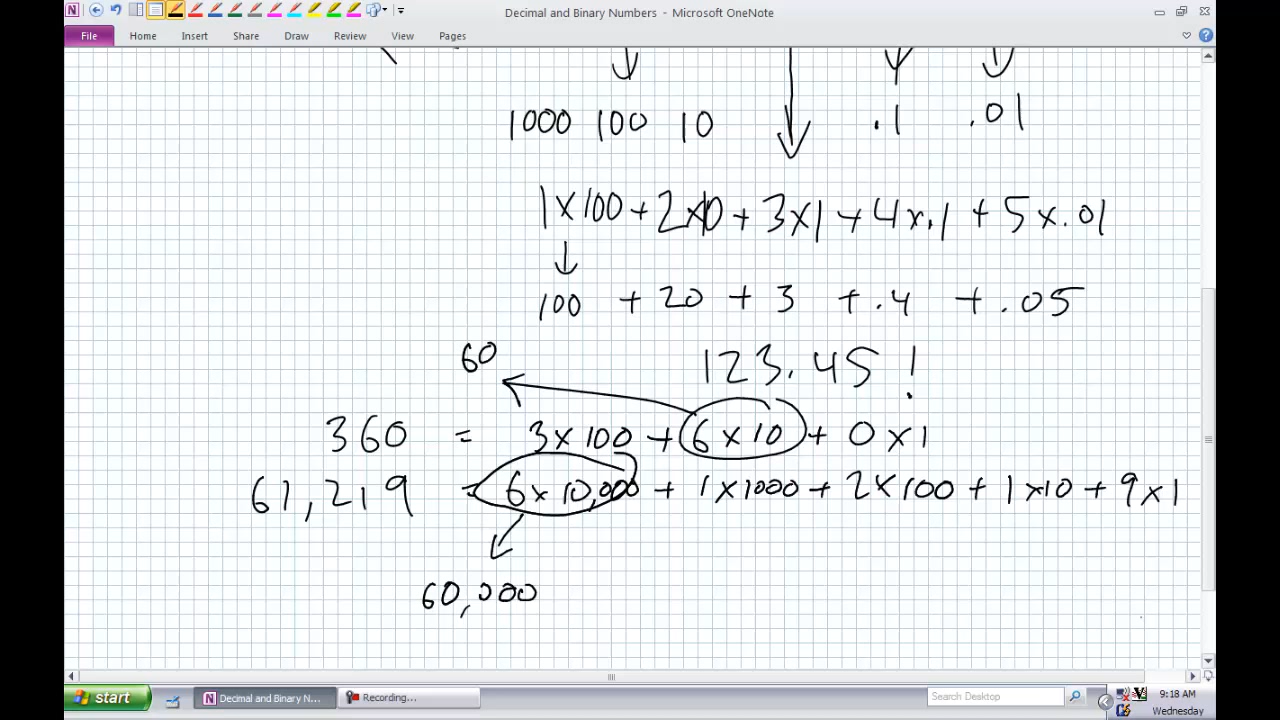 Decimal and Binary Numbers - Microsoft OneNote
File Home Insert Share Draw Review View Pages
1000 100 10 .1 .01
1x100 + 2x10 + 3x1 + 4x.1 + 5x.01
100 + 20 + 3 + .4 + .05
60 123.45 !
360 = 3x100 + 6x10 + 0x1
61,219 = 6x10,000 + 1x1000 + 2x100 + 1x10 + 9x1
60,000
start Decimal and Binary N... Recording... Search Desktop 9:18 AM
Wednesday